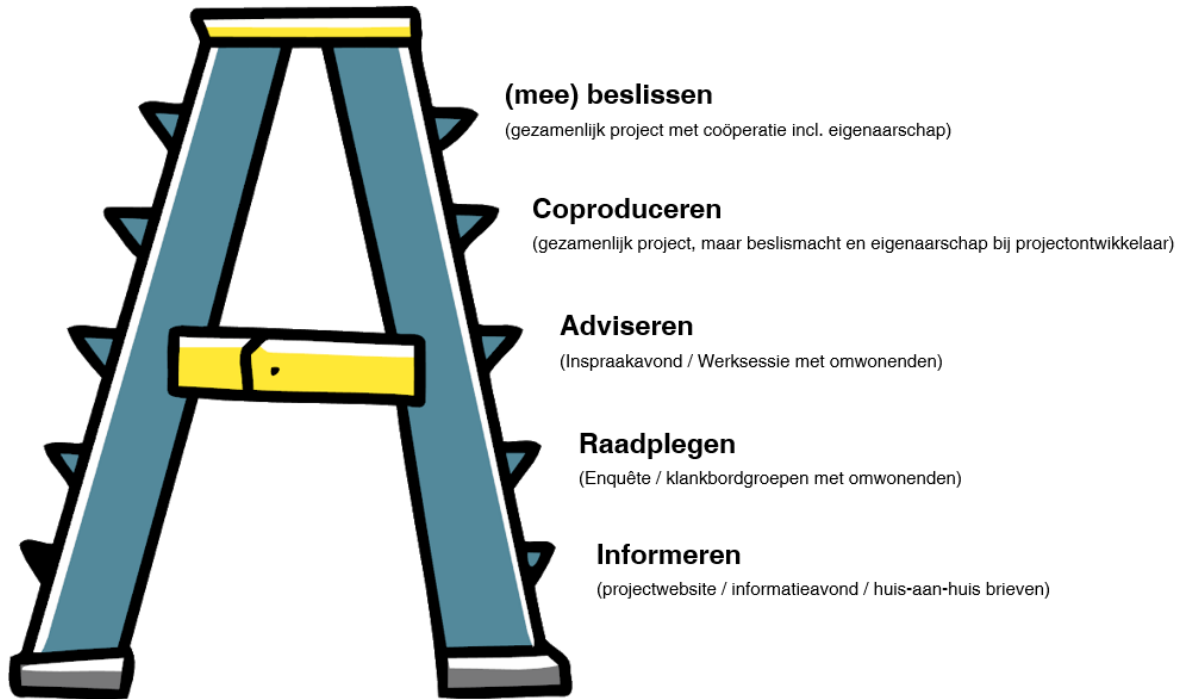 (mee) beslissen
(gezamenlijk project met coöperatie incl. eigenaarschap)
Coproduceren
(gezamenlijk project, maar beslismacht en eigenaarschap bij projectontwikkelaar)
Adviseren
(Inspraakavond / Werksessie met omwonenden)
Raadplegen
(Enquête / klankbordgroepen met omwonenden)
Informeren
(projectwebsite / informatieavond / huis-aan-huis brieven)